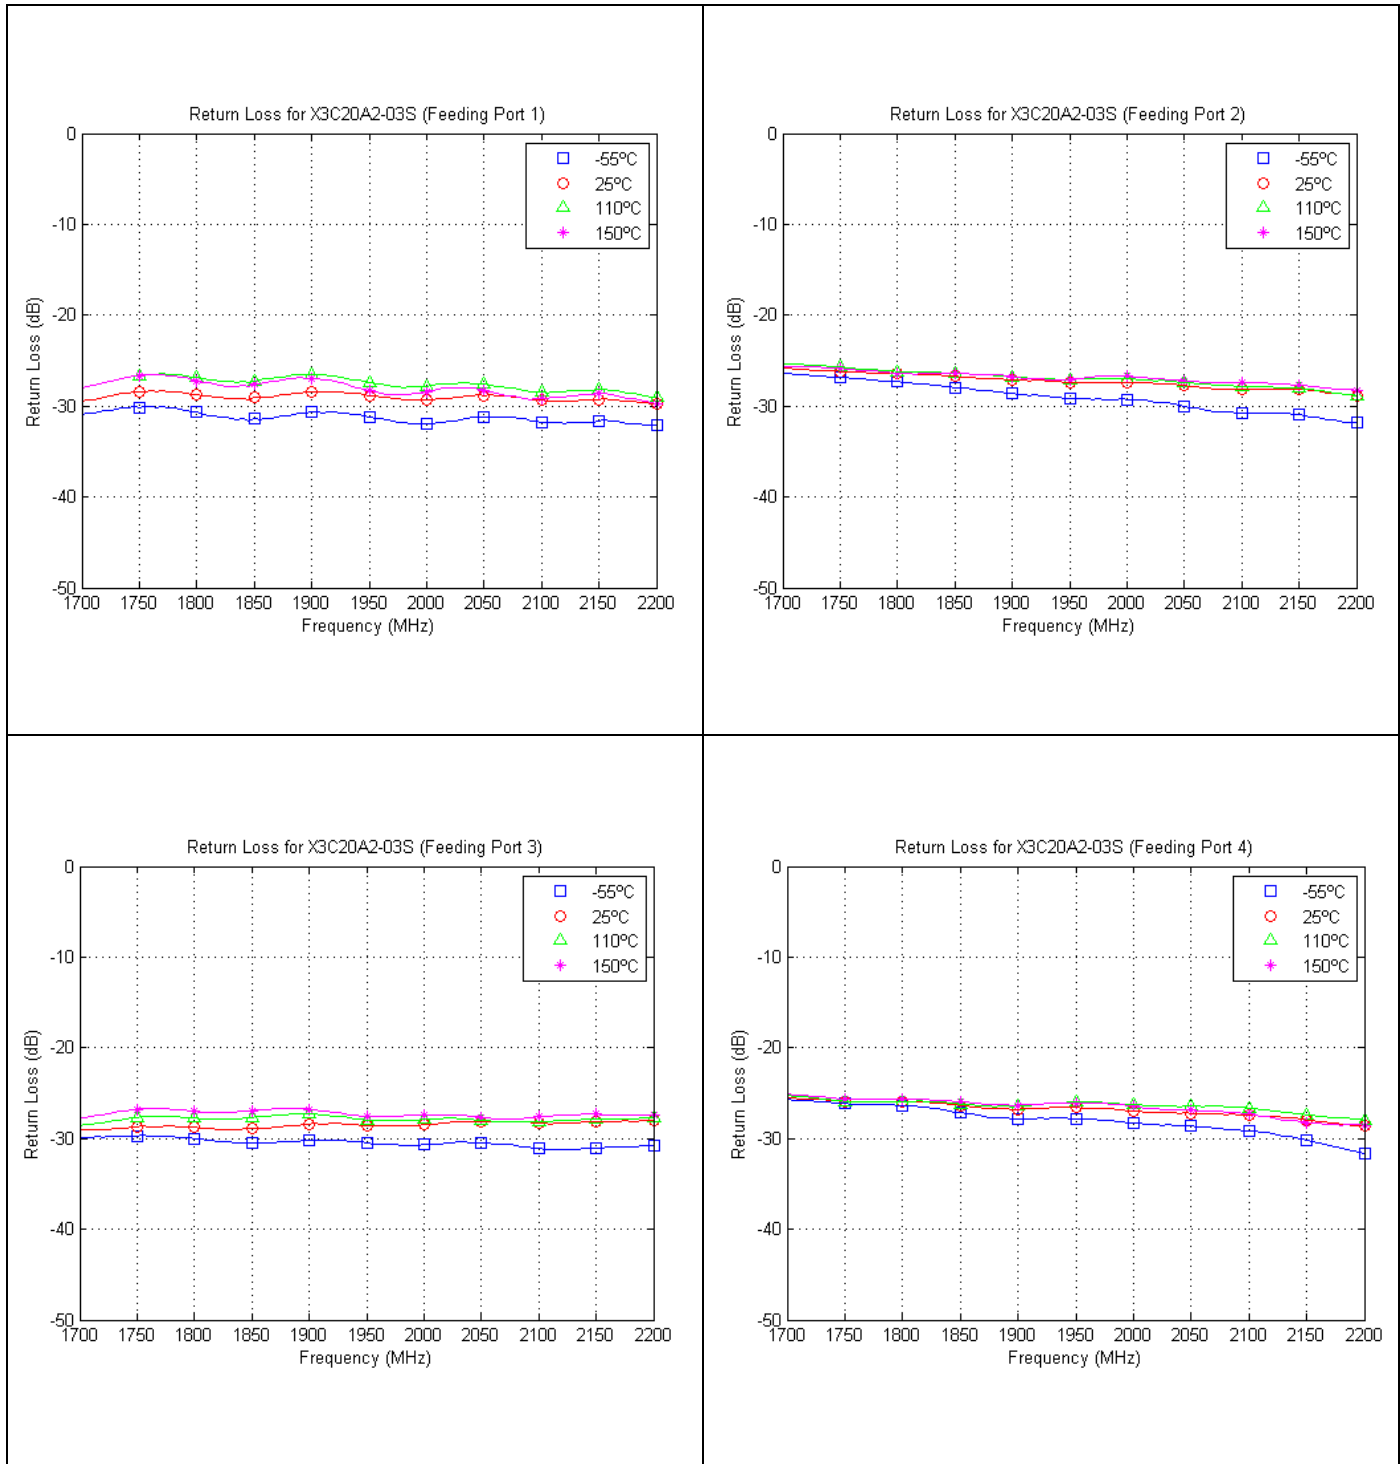 Return Loss for X3C20A2-03S (Feeding Port 1)
0
-10
-20
-30
-40
-50
Return Loss (dB)
-55ºC
25ºC
110ºC
150ºC
1700 1750 1800 1850 1900 1950 2000 2050 2100 2150 2200
Frequency (MHz)
Return Loss for X3C20A2-03S (Feeding Port 2)
0
-10
-20
-30
-40
-50
Return Loss (dB)
-55ºC
25ºC
110ºC
150ºC
1700 1750 1800 1850 1900 1950 2000 2050 2100 2150 2200
Frequency (MHz)
Return Loss for X3C20A2-03S (Feeding Port 3)
0
-10
-20
-30
-40
-50
Return Loss (dB)
-55ºC
25ºC
110ºC
150ºC
1700 1750 1800 1850 1900 1950 2000 2050 2100 2150 2200
Frequency (MHz)
Return Loss for X3C20A2-03S (Feeding Port 4)
0
-10
-20
-30
-40
-50
Return Loss (dB)
-55ºC
25ºC
110ºC
150ºC
1700 1750 1800 1850 1900 1950 2000 2050 2100 2150 2200
Frequency (MHz)